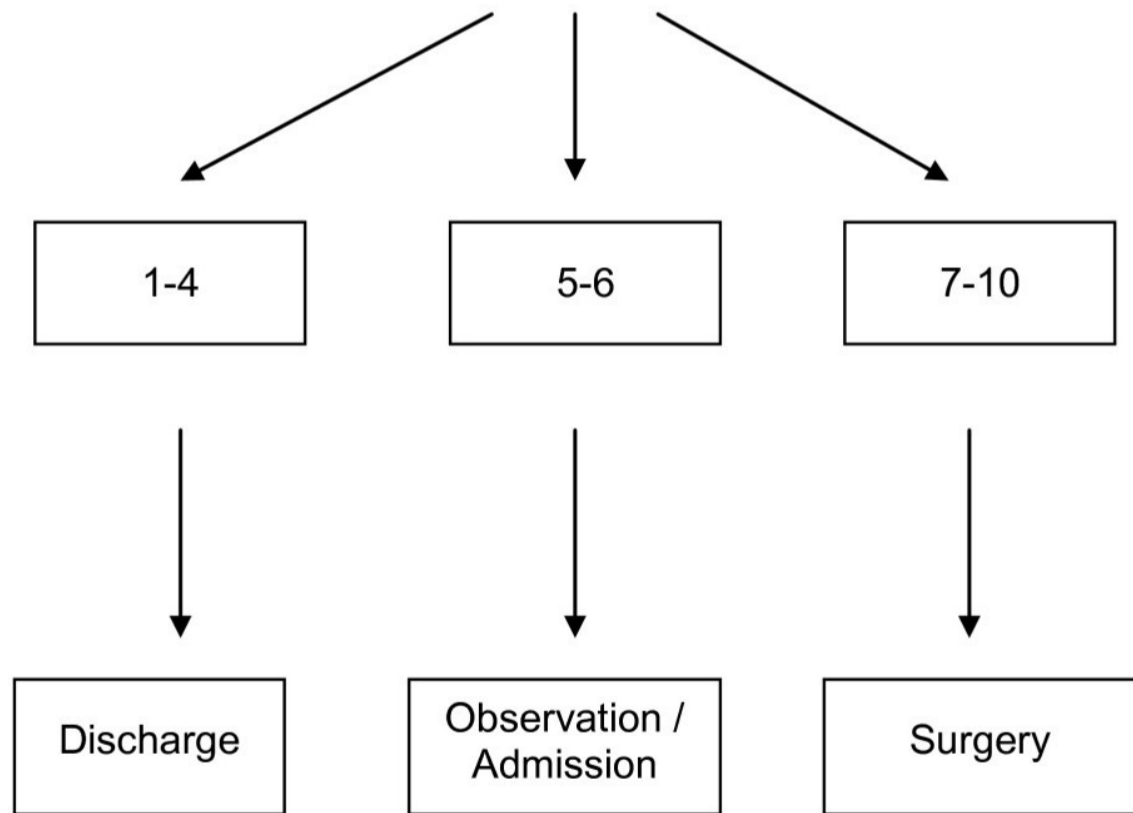 1-4
5-6
7-10
Discharge
Observation /
Admission
Surgery